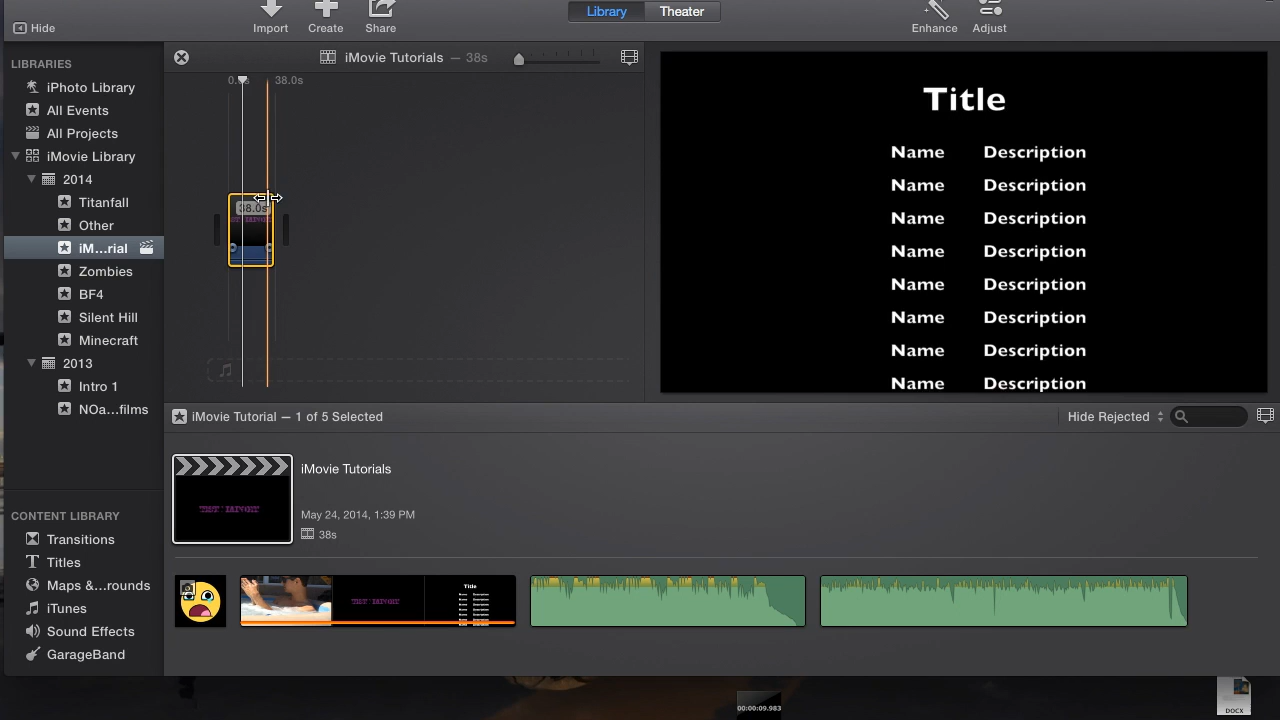 Library
Theater
Hide
Import
Create
Share
Enhance
Adjust
LIBRARIES
iPhoto Library
All Events
All Projects
iMovie Library
2014
Titanfall
Other
iM...rial
Zombies
BF4
Silent Hill
Minecraft
2013
Intro 1
NOa...films
CONTENT LIBRARY
Transitions
Titles
Maps &...rounds
iTunes
Sound Effects
GarageBand
iMovie Tutorials — 38s
38.0s
38.0s
Title
Name Description
Name Description
Name Description
Name Description
Name Description
Name Description
Name Description
Name Description
iMovie Tutorial — 1 of 5 Selected
Hide Rejected
iMovie Tutorials
May 24, 2014, 1:39 PM
38s
Title
00:00:09.983
DOCX